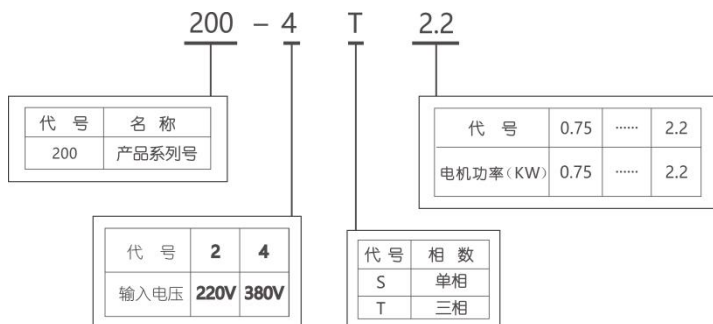 200 – 4 T 2.2
代 号 名 称
200 产品系列号
代 号 0.75 ······ 2.2
电机功率(KW) 0.75 ······ 2.2
代 号 2 4
输入电压 220V 380V
代 号 相 数
S 单相
T 三相